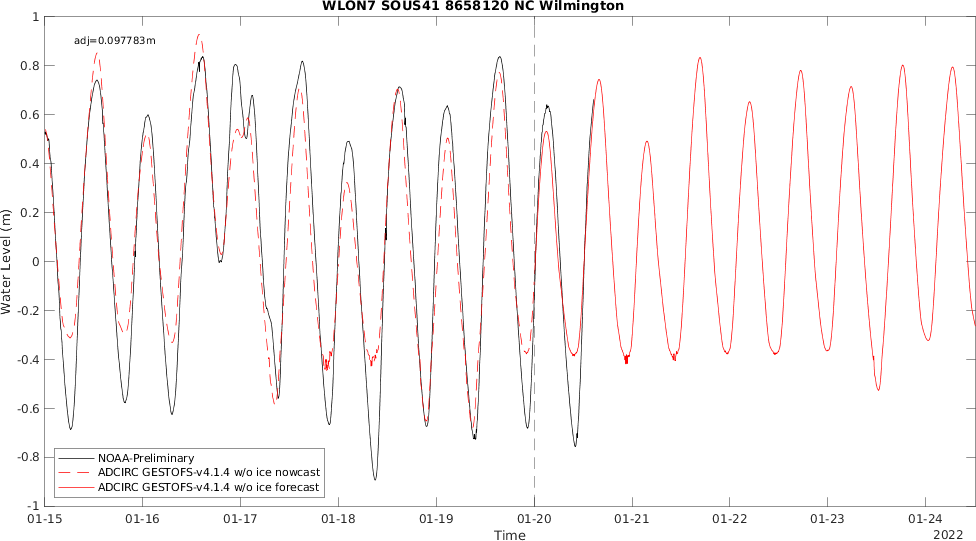 WLON7 SOUS41 8658120 NC Wilmington
adj=0.097783m
1
0.8
0.6
0.4
0.2
0
-0.2
-0.4
-0.6
-0.8
-1
Water Level (m)
NOAA-Preliminary
ADCIRC GESTOFS-v4.1.4 w/o ice nowcast
ADCIRC GESTOFS-v4.1.4 w/o ice forecast
01-15 01-16 01-17 01-18 01-19 01-20 01-21 01-22 01-23 01-24
Time
2022